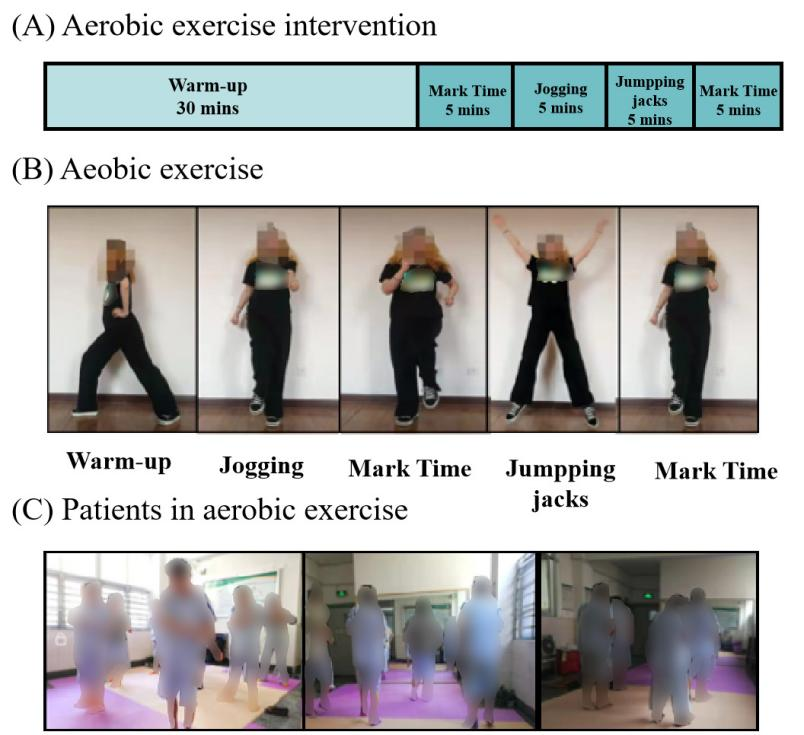 (A) Aerobic exercise intervention
Warm-up
30 mins
Mark Time
5 mins
Jogging
5 mins
Jumpping
jacks
5 mins
Mark Time
5 mins
(B) Aeobic exercise
Warm-up
Jogging
Mark Time
Jumpping
jacks
Mark Time
(C) Patients in aerobic exercise